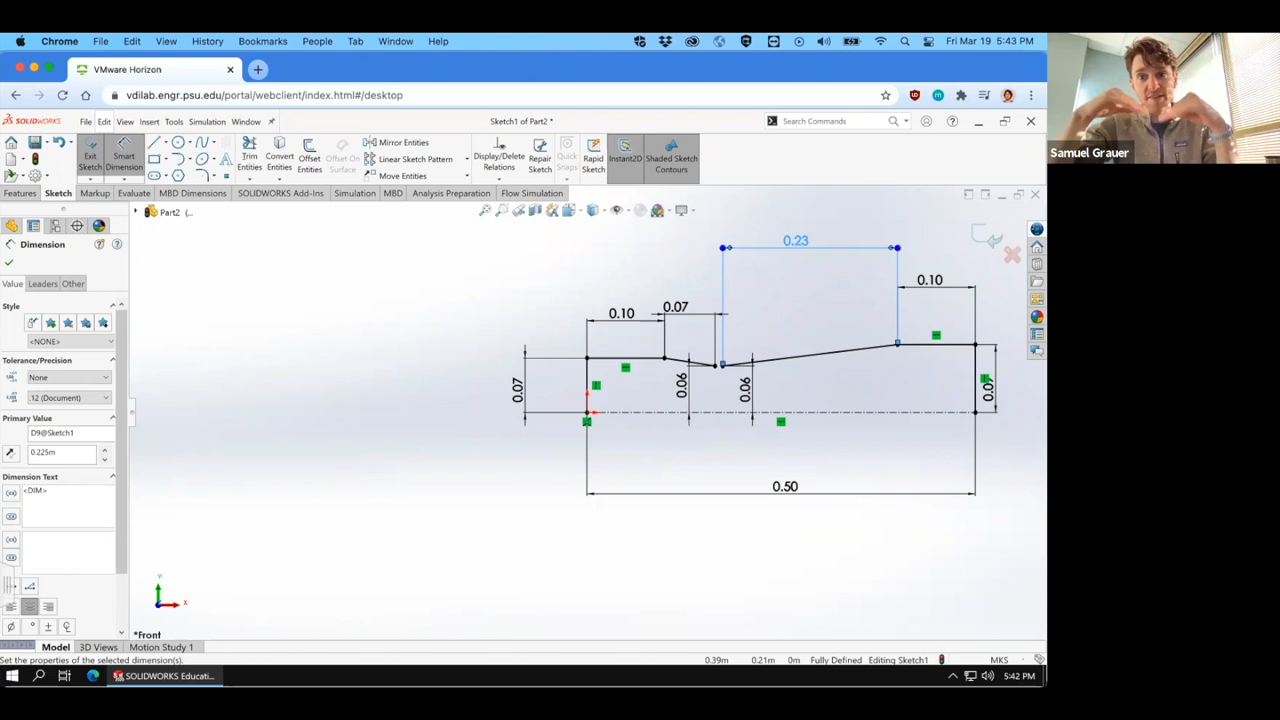 Chrome File Edit View History Bookmarks People Tab Window Help Fri Mar 19 5:43 PM
VMware Horizon
vdilab.engr.psu.edu/portal/webclient/index.html#/desktop
SOLIDWORKS File Edit View Insert Tools Simulation Window Sketch1 of Part2 * Search Commands
Exit Sketch
Smart Dimension
Trim Entities
Convert Entities
Offset Entities
Offset On Surface
Mirror Entities
Linear Sketch Pattern
Move Entities
Display/Delete Relations
Repair Sketch
Quick Snaps
Rapid Sketch
Instant2D
Shaded Sketch Contours
Features Sketch Markup Evaluate MBD Dimensions SOLIDWORKS Add-Ins Simulation MBD Analysis Preparation Flow Simulation
Part2 (...
Dimension
Value Leaders Other
Style
<NONE>
Tolerance/Precision
None
.12 (Document)
Primary Value
D9@Sketch1
0.225m
Dimension Text
<DIM>
0.23
0.10
0.07
0.10
0.07
0.06
0.06
0.50
Y
X
*Front
Model 3D Views Motion Study 1
Set the properties of the selected dimension(s). 0.39m 0.21m 0m Fully Defined Editing Sketch1 MKS
SOLIDWORKS Educati... 5:42 PM
Samuel Grauer